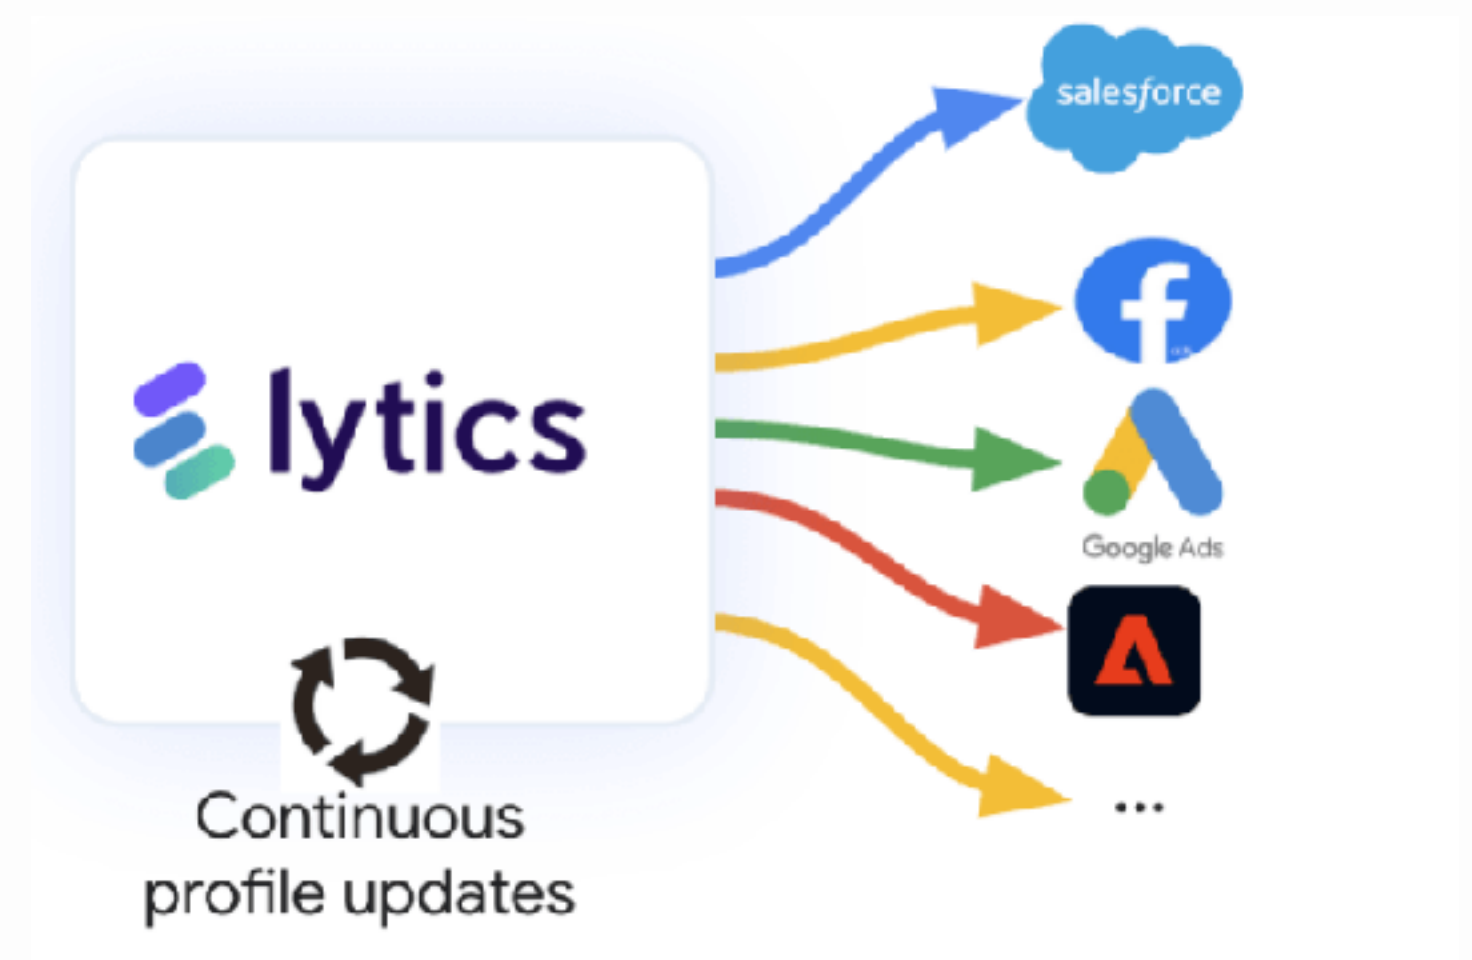 salesforce
lytics
Google Ads
...
Continuous
profile updates